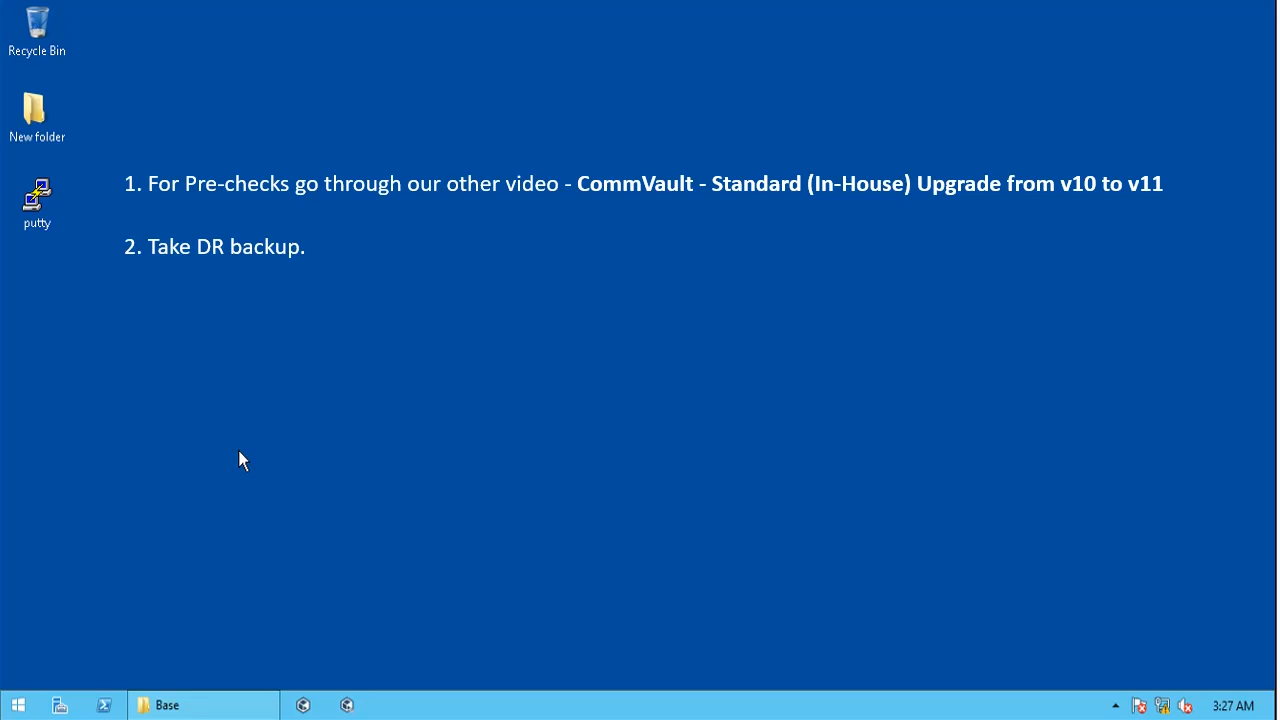 Recycle Bin
New folder
1. For Pre-checks go through our other video - CommVault - Standard (In-House) Upgrade from v10 to v11
putty
2. Take DR backup.
Base
3:27 AM